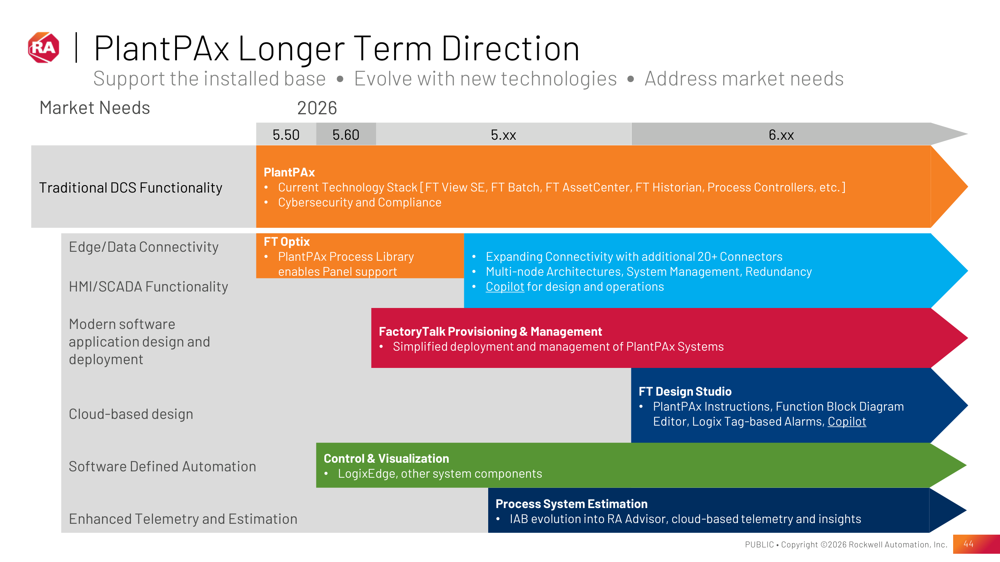 RA
PlantPAx Longer Term Direction
Support the installed base • Evolve with new technologies • Address market needs
Market Needs
2026
5.50
5.60
5.xx
6.xx
Traditional DCS Functionality
PlantPAx
• Current Technology Stack [FT View SE, FT Batch, FT AssetCenter, FT Historian, Process Controllers, etc.]
• Cybersecurity and Compliance
Edge/Data Connectivity
HMI/SCADA Functionality
FT Optix
• PlantPAx Process Library
enables Panel support
• Expanding Connectivity with additional 20+ Connectors
• Multi-node Architectures, System Management, Redundancy
• Copilot for design and operations
Modern software
application design and
deployment
FactoryTalk Provisioning & Management
• Simplified deployment and management of PlantPAx Systems
Cloud-based design
FT Design Studio
• PlantPAx Instructions, Function Block Diagram
Editor, Logix Tag-based Alarms, Copilot
Software Defined Automation
Control & Visualization
• LogixEdge, other system components
Enhanced Telemetry and Estimation
Process System Estimation
• IAB evolution into RA Advisor, cloud-based telemetry and insights
PUBLIC • Copyright ©2026 Rockwell Automation, Inc.
44